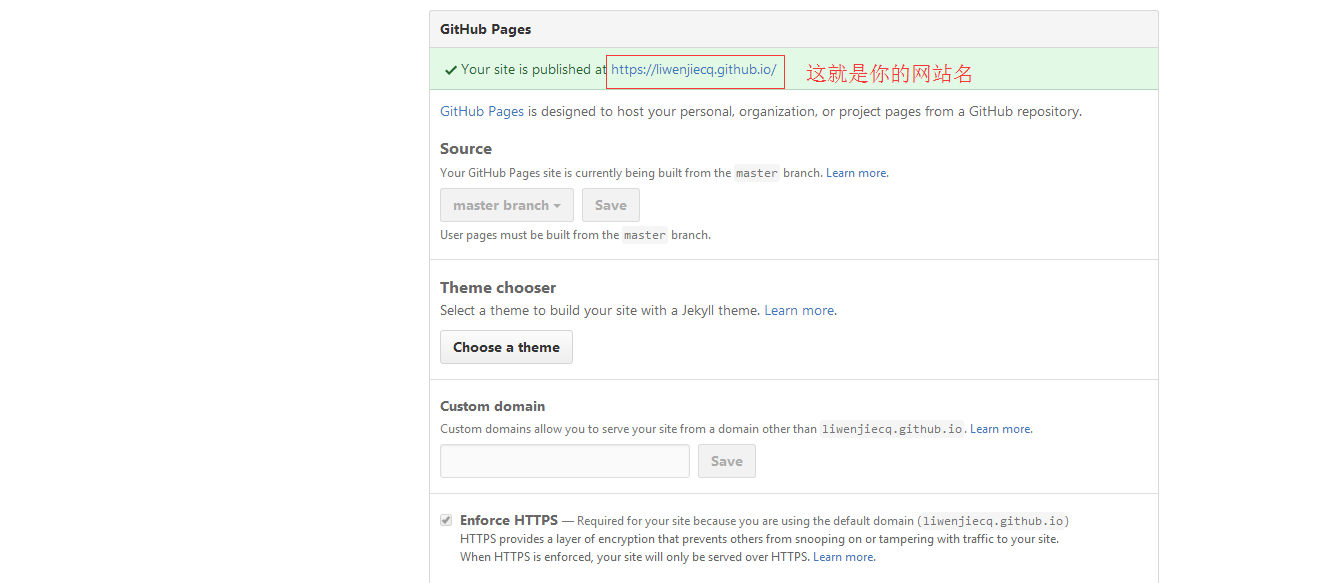 GitHub Pages
Your site is published at https://liwenjiecq.github.io/ 这就是你的网站名
GitHub Pages is designed to host your personal, organization, or project pages from a GitHub repository.
Source
Your GitHub Pages site is currently being built from the master branch. Learn more.
master branch Save
User pages must be built from the master branch.
Theme chooser
Select a theme to build your site with a Jekyll theme. Learn more.
Choose a theme
Custom domain
Custom domains allow you to serve your site from a domain other than liwenjiecq.github.io. Learn more.
Save
Enforce HTTPS — Required for your site because you are using the default domain (liwenjiecq.github.io)
HTTPS provides a layer of encryption that prevents others from snooping on or tampering with traffic to your site.
When HTTPS is enforced, your site will only be served over HTTPS. Learn more.